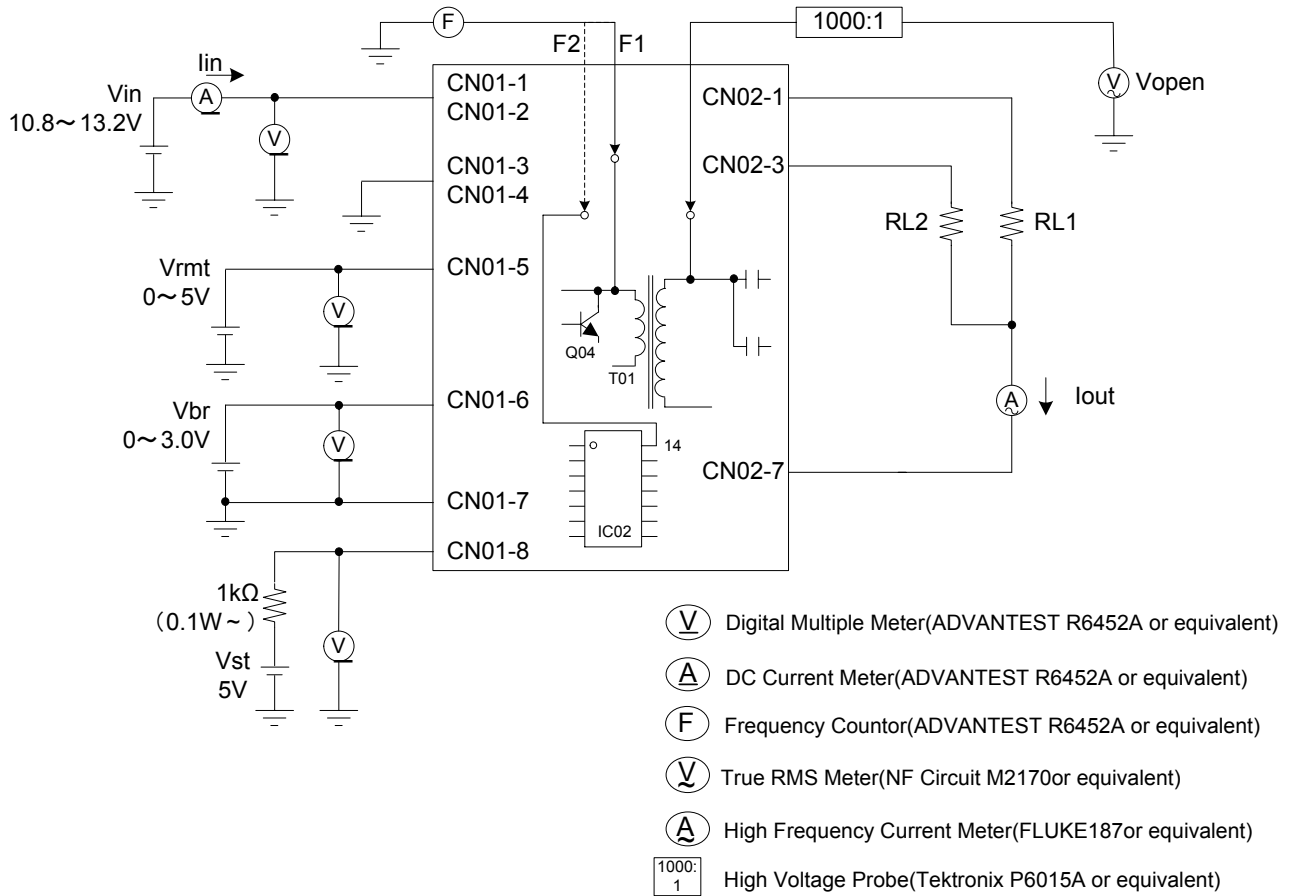 F
1000:1
F2
F1
Iin
A
Vin
10.8～13.2V
V
CN01-1
CN01-2
CN01-3
CN01-4
CN02-1
CN02-3
V
Vopen
RL2
RL1
Vrmt
0～5V
V
CN01-5
Q04
T01
Vbr
0～3.0V
V
CN01-6
A
Iout
14
CN02-7
CN01-7
IC02
CN01-8
1kΩ
（0.1W ~ ）
V
Vst
5V
V Digital Multiple Meter(ADVANTEST R6452A or equivalent)
A DC Current Meter(ADVANTEST R6452A or equivalent)
F Frequency Countor(ADVANTEST R6452A or equivalent)
V True RMS Meter(NF Circuit M2170or equivalent)
A High Frequency Current Meter(FLUKE187or equivalent)
1000:
1
High Voltage Probe(Tektronix P6015A or equivalent)